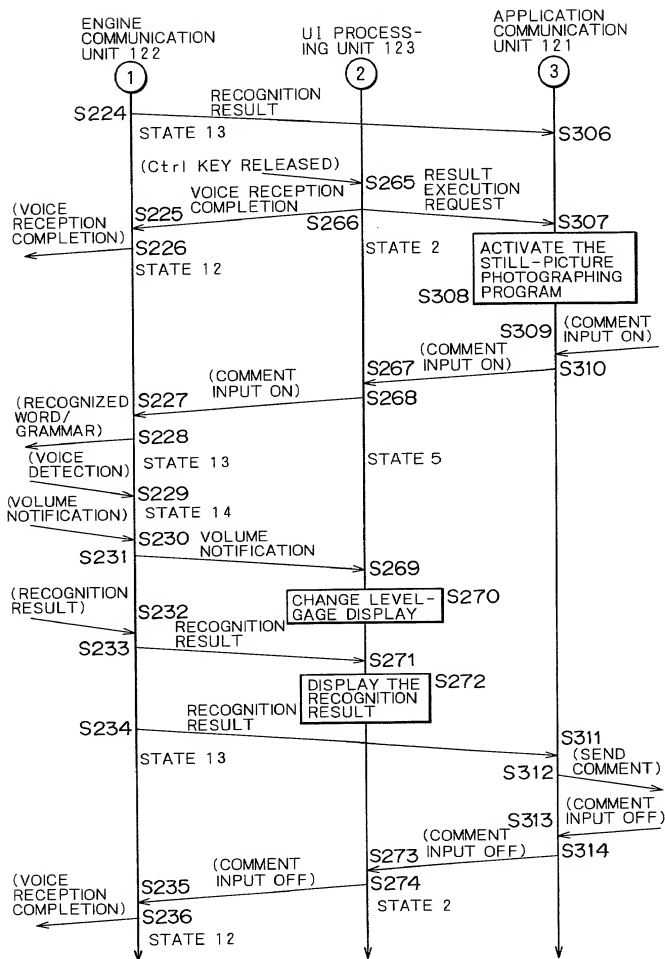 ENGINE
COMMUNICATION
UNIT 122
UI PROCESS-
ING UNIT 123
APPLICATION
COMMUNICATION
UNIT 121
1
2
3
S224
RECOGNITION
RESULT
STATE 13
S306
(Ctrl KEY RELEASED)
S265
RESULT
EXECUTION
REQUEST
VOICE RECEPTION
COMPLETION
S225
S266
S307
(VOICE
RECEPTION
COMPLETION)
S226
STATE 12
STATE 2
ACTIVATE THE
STILL-PICTURE
PHOTOGRAPHING
PROGRAM
S308
S309
(COMMENT
INPUT ON)
S310
(COMMENT
INPUT ON)
S267
S268
(COMMENT
INPUT ON)
S227
(RECOGNIZED
WORD/
GRAMMAR)
S228
STATE 13
STATE 5
(VOICE
DETECTION)
S229
STATE 14
(VOLUME
NOTIFICATION)
S230
S231
VOLUME
NOTIFICATION
S269
CHANGE LEVEL-
GAGE DISPLAY
S270
(RECOGNITION
RESULT)
S232
S233
RECOGNITION
RESULT
S271
DISPLAY THE
RECOGNITION
RESULT
S272
S234
RECOGNITION
RESULT
S311
STATE 13
S312
(SEND
COMMENT)
S313
(COMMENT
INPUT OFF)
S314
(COMMENT
INPUT OFF)
S273
S274
STATE 2
(COMMENT
INPUT OFF)
S235
(VOICE
RECEPTION
COMPLETION)
S236
STATE 12